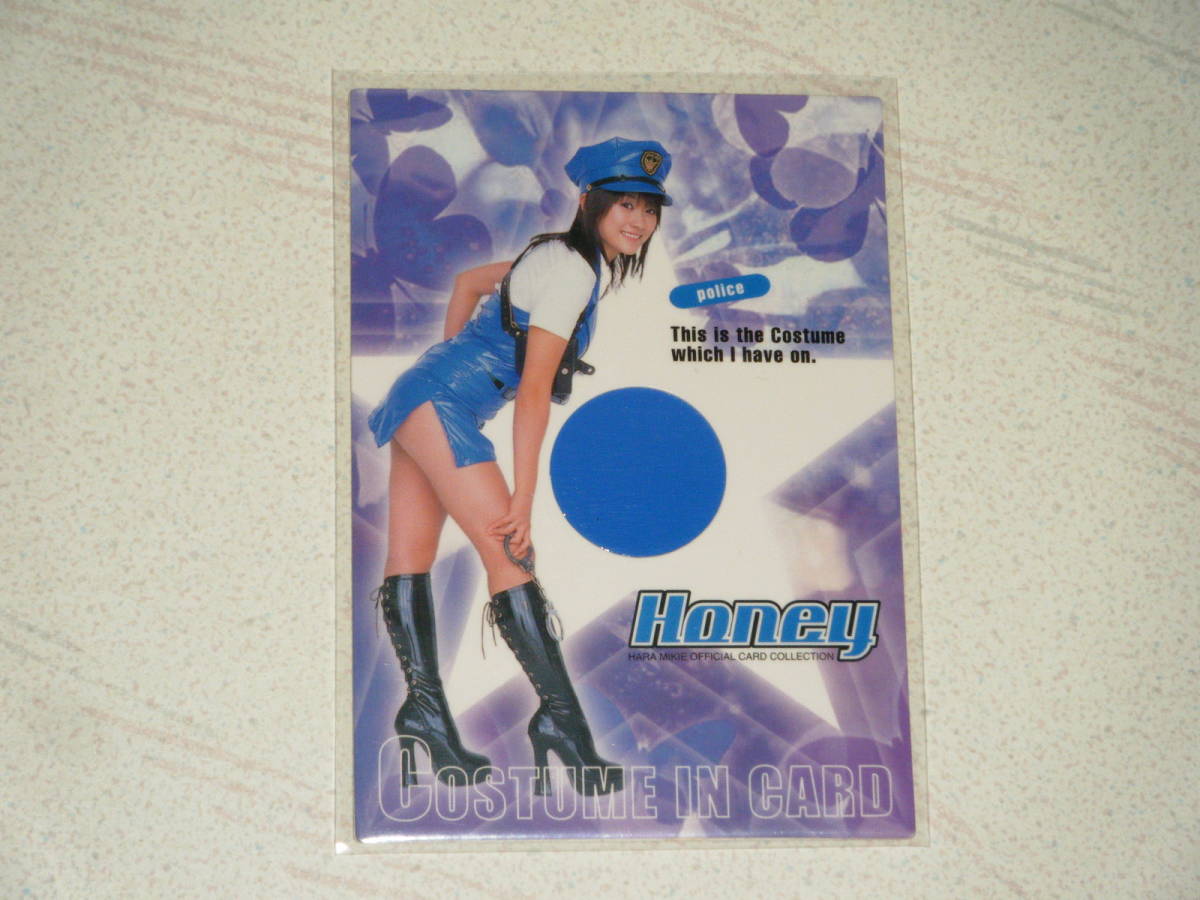 police
This is the Costume
which I have on.
Honey
HARA MIKIE OFFICIAL CARD COLLECTION
COSTUME IN CARD